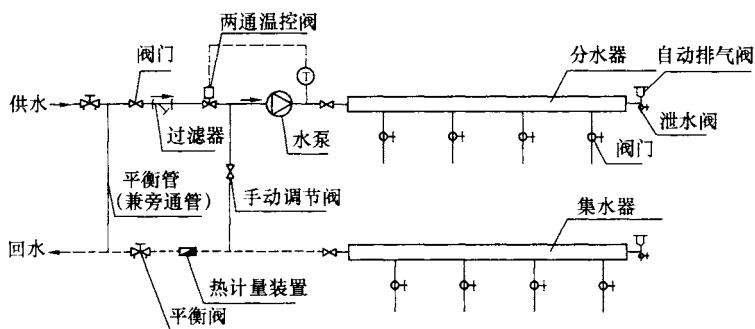 两通温控阀
阀门
T
分水器
自动排气阀
供水
过滤器
水泵
泄水阀
阀门
平衡管
(兼旁通管)
手动调节阀
集水器
回水
热计量装置
平衡阀